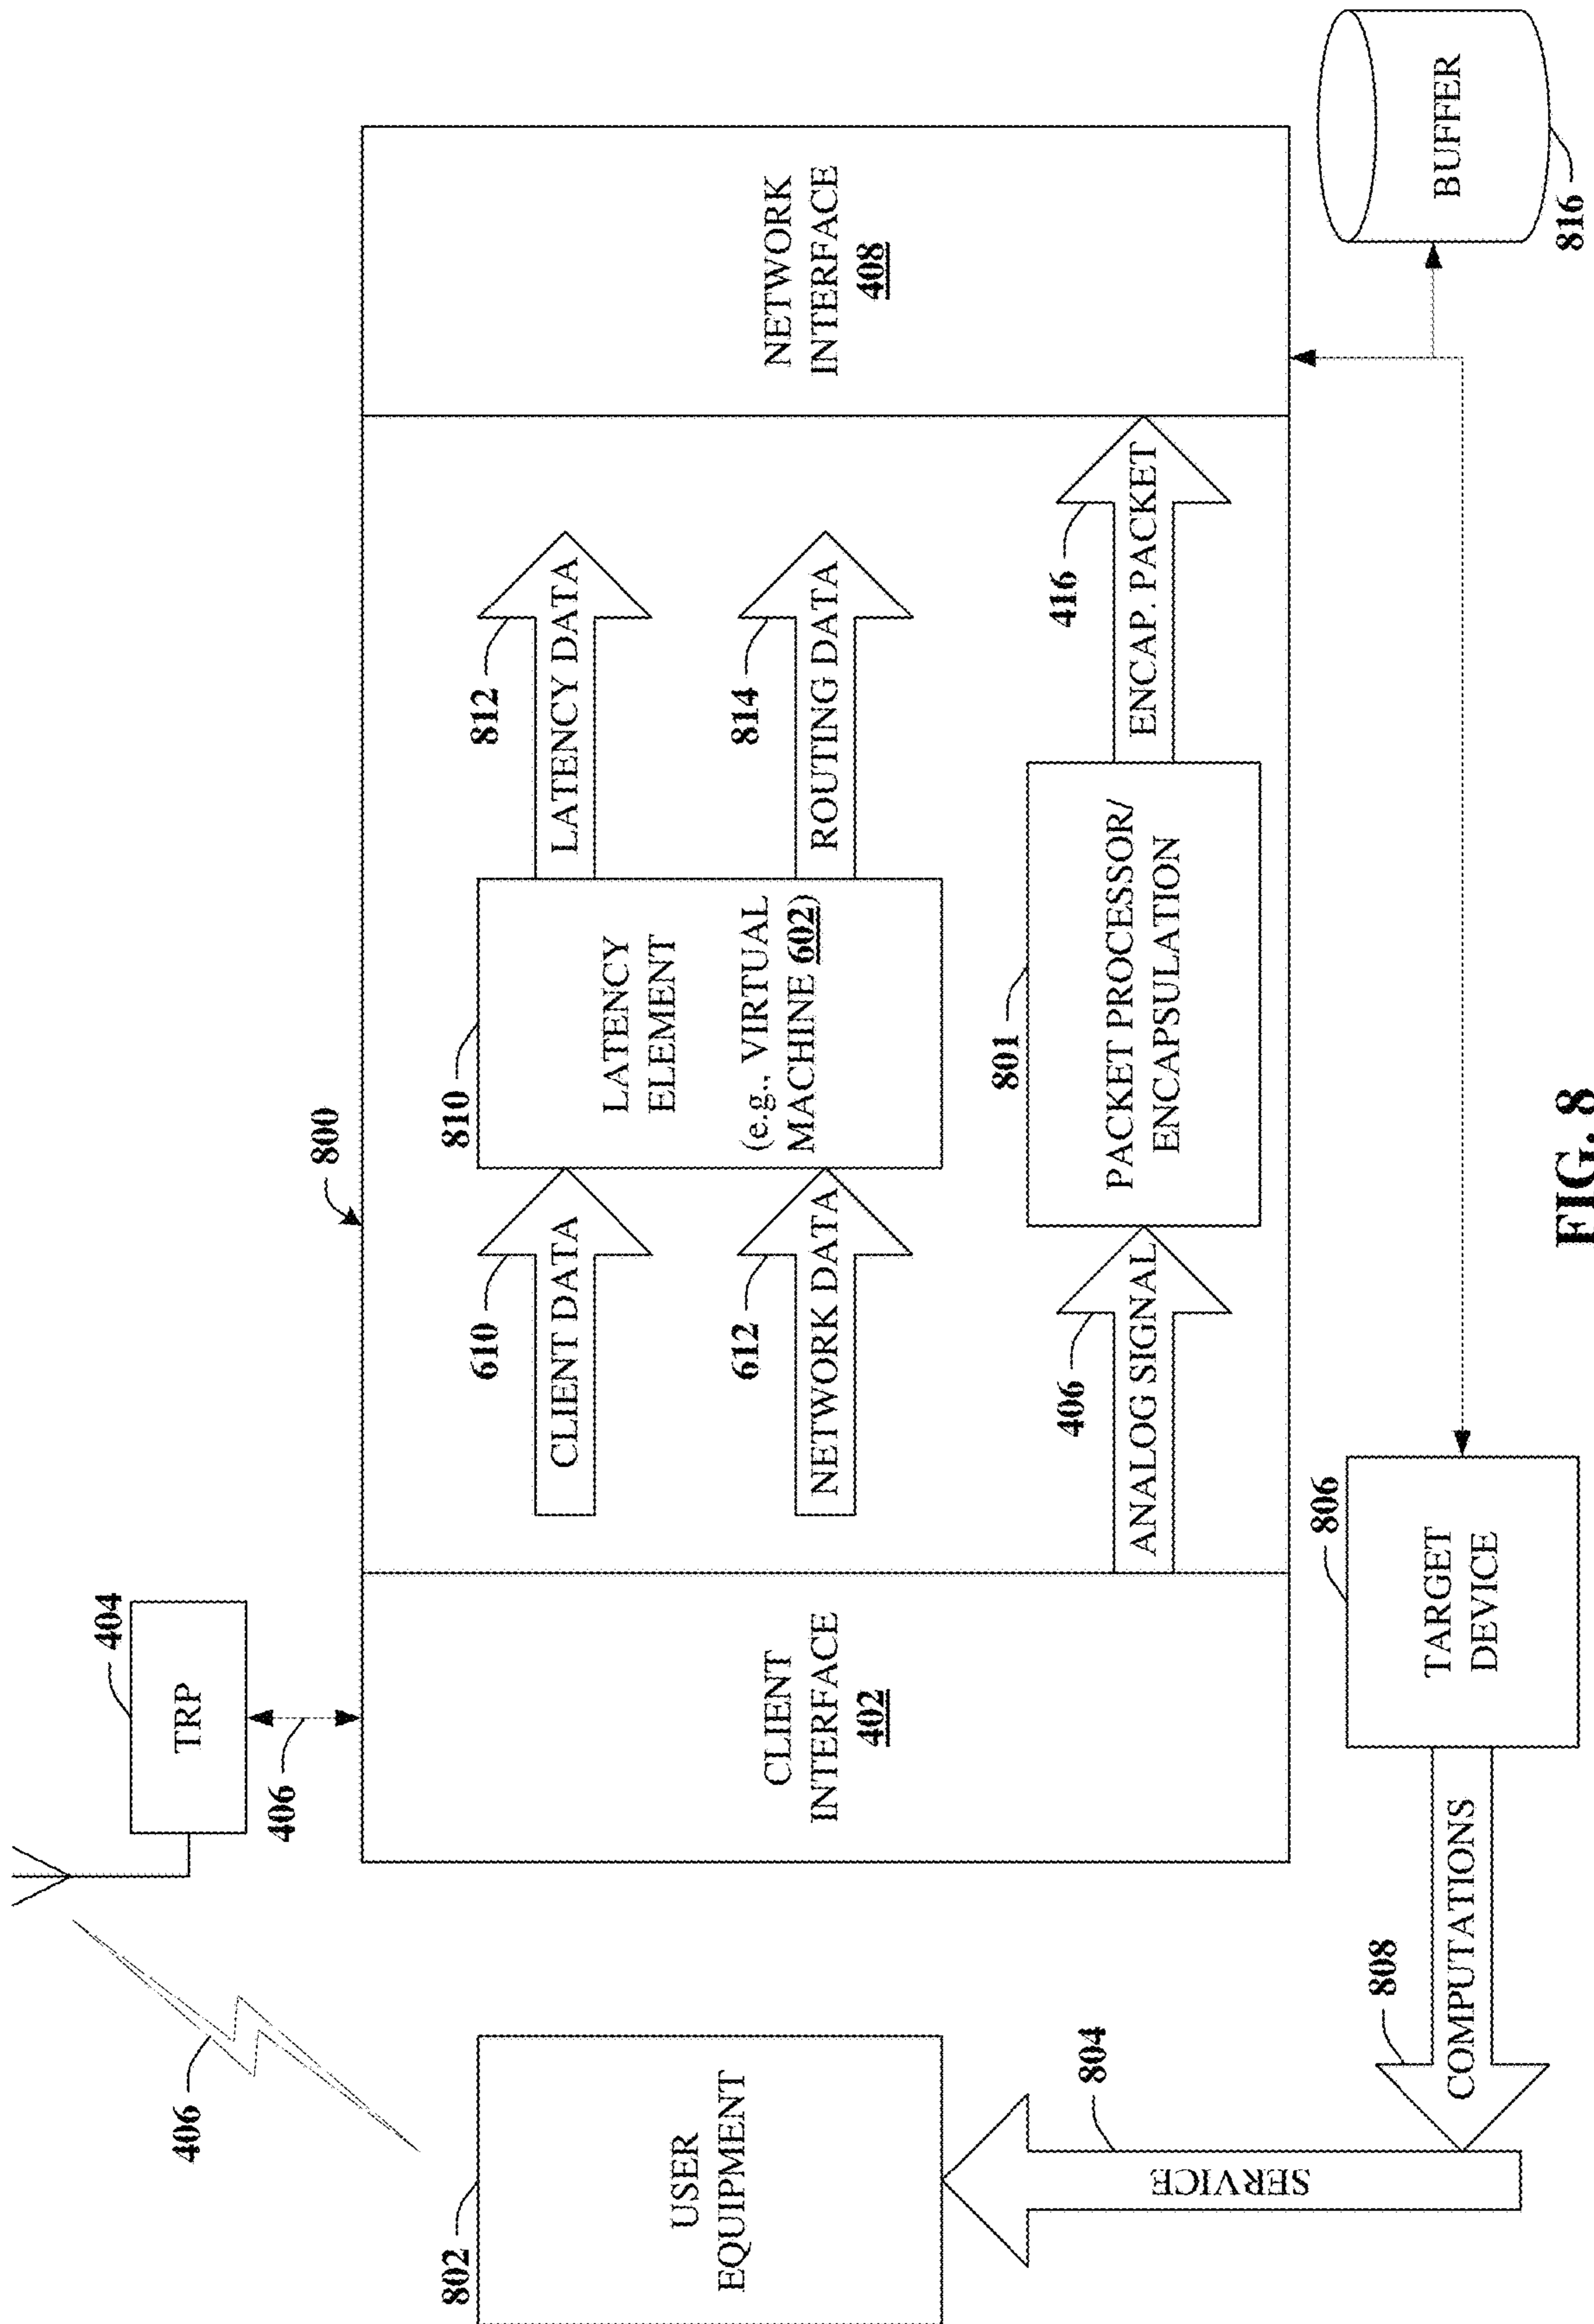 800
404
TRP
406
406
802
USER
EQUIPMENT
CLIENT
INTERFACE
402
610
CLIENT DATA
612
NETWORK DATA
406
ANALOG SIGNAL
810
LATENCY
ELEMENT
(e.g., VIRTUAL
MACHINE 602)
801
PACKET PROCESSOR/
ENCAPSULATION
812
LATENCY DATA
814
ROUTING DATA
416
ENCAP. PACKET
NETWORK
INTERFACE
408
804
SERVICE
808
COMPUTATIONS
806
TARGET
DEVICE
BUFFER
816
FIG. 8